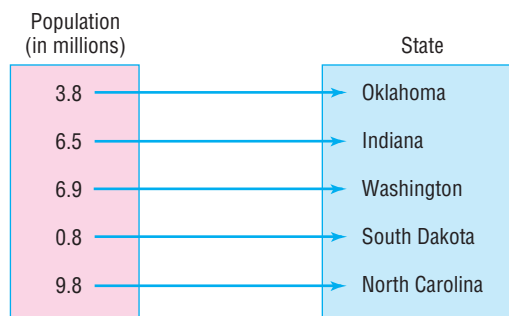 Population
(in millions)
State
3.8 Oklahoma
6.5 Indiana
6.9 Washington
0.8 South Dakota
9.8 North Carolina